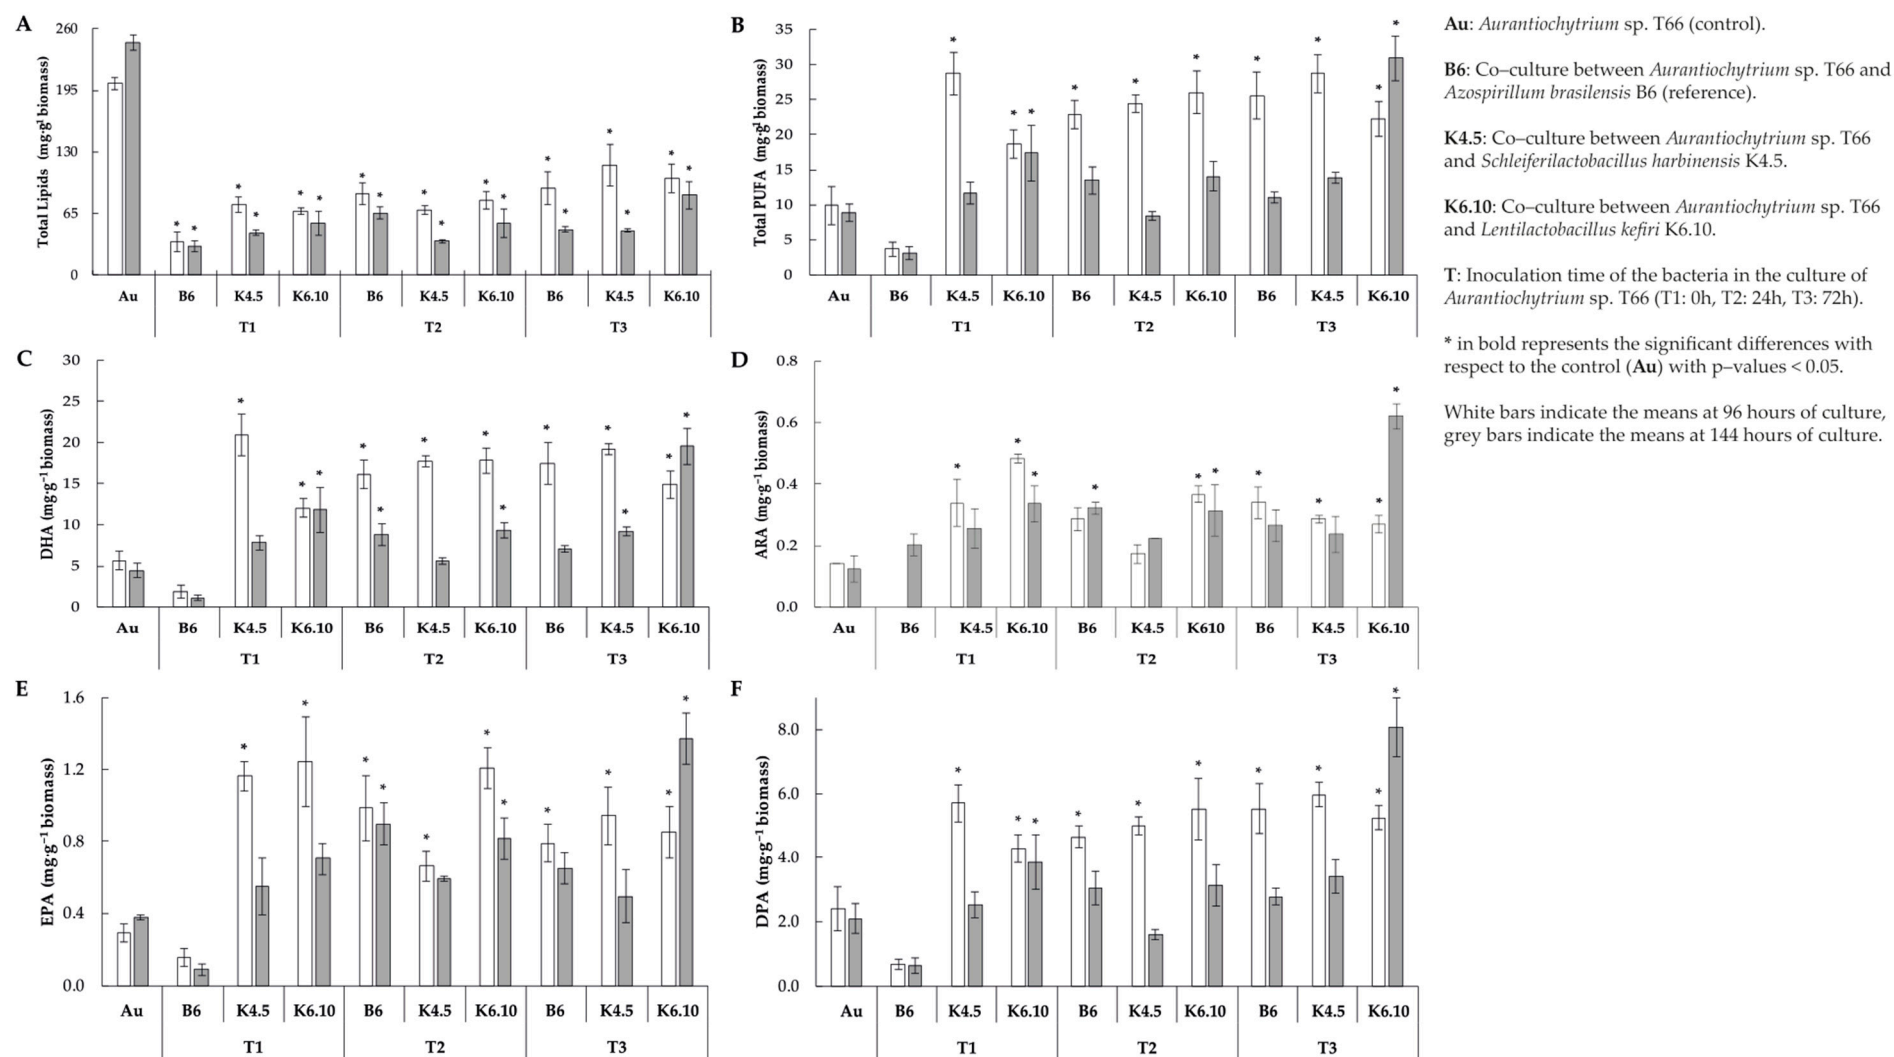 A
260
195
130
65
0
Total Lipids (mg·g¹ biomass)
* * * * * * * * * * * * * * * * * *
Au B6 K4.5 K6.10 B6 K4.5 K6.10 B6 K4.5 K6.10
T1 T2 T3
B
35
30
25
20
15
10
5
0
Total PUFA (mg·g¹ biomass)
* * * * * * * * * *
Au B6 K4.5 K6.10 B6 K4.5 K6.10 B6 K4.5 K6.10
T1 T2 T3
Au: Aurantiochytrium sp. T66 (control).
B6: Co–culture between Aurantiochytrium sp. T66 and
Azospirillum brasilensis B6 (reference).
K4.5: Co–culture between Aurantiochytrium sp. T66
and Schleiferilactobacillus harbinensis K4.5.
K6.10: Co–culture between Aurantiochytrium sp. T66
and Lentilactobacillus kefiri K6.10.
T: Inoculation time of the bacteria in the culture of
Aurantiochytrium sp. T66 (T1: 0h, T2: 24h, T3: 72h).
* in bold represents the significant differences with
respect to the control (Au) with p–values < 0.05.
White bars indicate the means at 96 hours of culture,
grey bars indicate the means at 144 hours of culture.
C
30
25
20
15
10
5
0
DHA (mg·g⁻¹ biomass)
* * * * * * * * * * * * *
Au B6 K4.5 K6.10 B6 K4.5 K6.10 B6 K4.5 K6.10
T1 T2 T3
D
0.8
0.6
0.4
0.2
0.0
ARA (mg·g⁻¹ biomass)
* * * * * * * * * *
Au B6 K4.5 K6.10 B6 K4.5 K610 B6 K4.5 K6.10
T1 T2 T3
E
1.6
1.2
0.8
0.4
0.0
EPA (mg·g⁻¹ biomass)
* * * * * * * * * * *
Au B6 K4.5 K6.10 B6 K4.5 K6.10 B6 K4.5 K6.10
T1 T2 T3
F
8.0
6.0
4.0
2.0
0.0
DPA (mg·g⁻¹ biomass)
* * * * * * * * * *
Au B6 K4.5 K6.10 B6 K4.5 K6.10 B6 K4.5 K6.10
T1 T2 T3